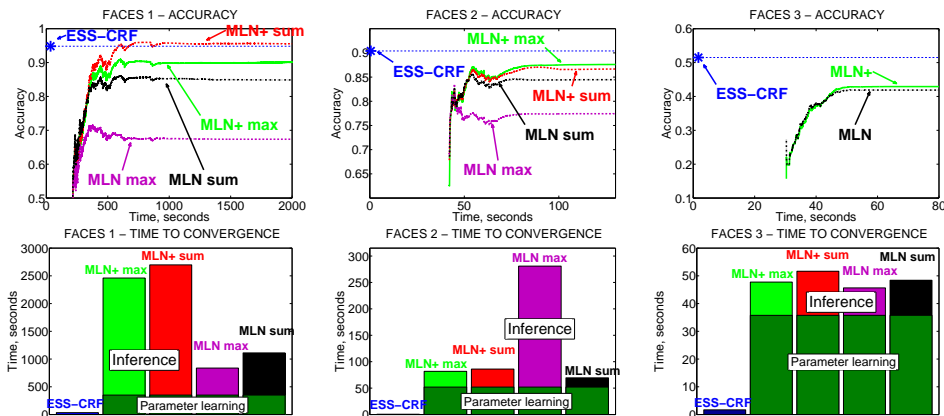 FACES 1 – ACCURACY
Accuracy
1
0.9
0.8
0.7
0.6
0.5
ESS–CRF
MLN+ sum
MLN+ max
MLN max
MLN sum
0 500 1000 1500 2000
Time, seconds
FACES 2 – ACCURACY
Accuracy
0.9
0.85
0.8
0.75
0.7
0.65
0.6
MLN+ max
ESS–CRF
MLN+ sum
MLN sum
MLN max
0 50 100
Time, seconds
FACES 3 – ACCURACY
Accuracy
0.6
0.5
0.4
0.3
0.2
0.1
ESS–CRF
MLN+
MLN
0 20 40 60 80
Time, seconds
FACES 1 – TIME TO CONVERGENCE
Time, seconds
3000
2500
2000
1500
1000
500
0
MLN+ max
MLN+ sum
MLN max
MLN sum
Inference
Parameter learning
ESS–CRF
FACES 2 – TIME TO CONVERGENCE
Time, seconds
300
250
200
150
100
50
0
MLN max
Inference
MLN+ max
MLN+ sum
MLN sum
Parameter learning
ESS–CRF
FACES 3 – TIME TO CONVERGENCE
Time, seconds
60
50
40
30
20
10
0
MLN+ max
MLN+ sum
MLN max
MLN sum
Inference
Parameter learning
ESS–CRF